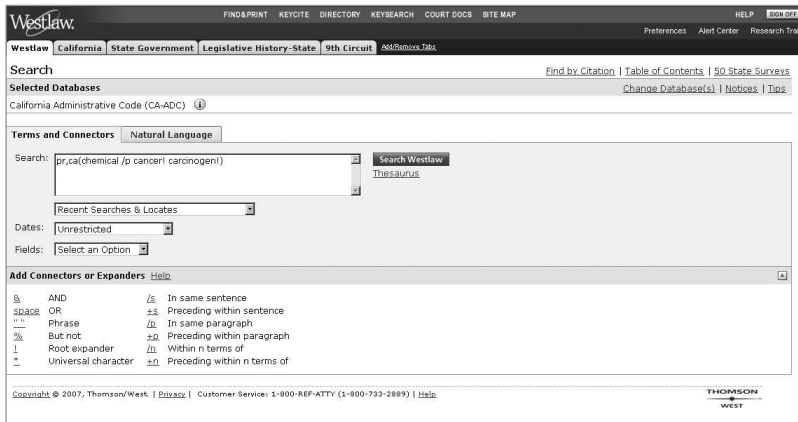 Westlaw.
FIND&PRINT KEYCITE DIRECTORY KEYSEARCH COURT DOCS SITE MAP
HELP SIGN OFF
Preferences Alert Center Research Trai
Westlaw California State Government Legislative History-State 9th Circuit Add/Remove Tabs
Search
Find by Citation | Table of Contents | 50 State Surveys
Selected Databases
Change Database(s) | Notices | Tips
California Administrative Code (CA-ADC) i
Terms and Connectors Natural Language
Search: pr,ca(chemical /p cancer! carcinogen!) Search Westlaw
Thesaurus
Recent Searches & Locates
Dates: Unrestricted
Fields: Select an Option
Add Connectors or Expanders Help
& AND /s In same sentence
space OR +s Preceding within sentence
" " Phrase /p In same paragraph
% But not +p Preceding within paragraph
! Root expander /n Within n terms of
* Universal character +n Preceding within n terms of
Copyright © 2007, Thomson/West. | Privacy | Customer Service: 1-800-REF-ATTY (1-800-733-2889) | Help
THOMSON
WEST